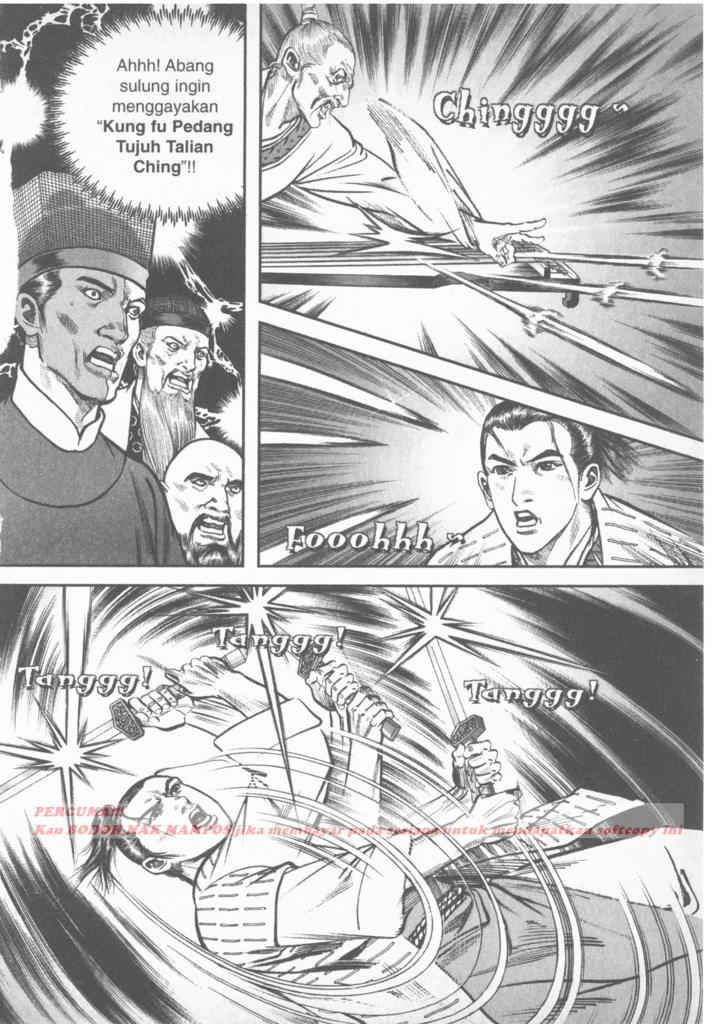 Ahhh! Abang
sulung ingin
menggayakan
"Kung fu Pedang
Tujuh Talian
Ching"!!
Chingggg ~
Fooohhh ~
Tanggg!
Tanggg!
Tanggg!
PERCUMA!!!
Kau BODOH NAK MAMPOS jika membayar pada sesiapa untuk mendapatkan softcopy ini